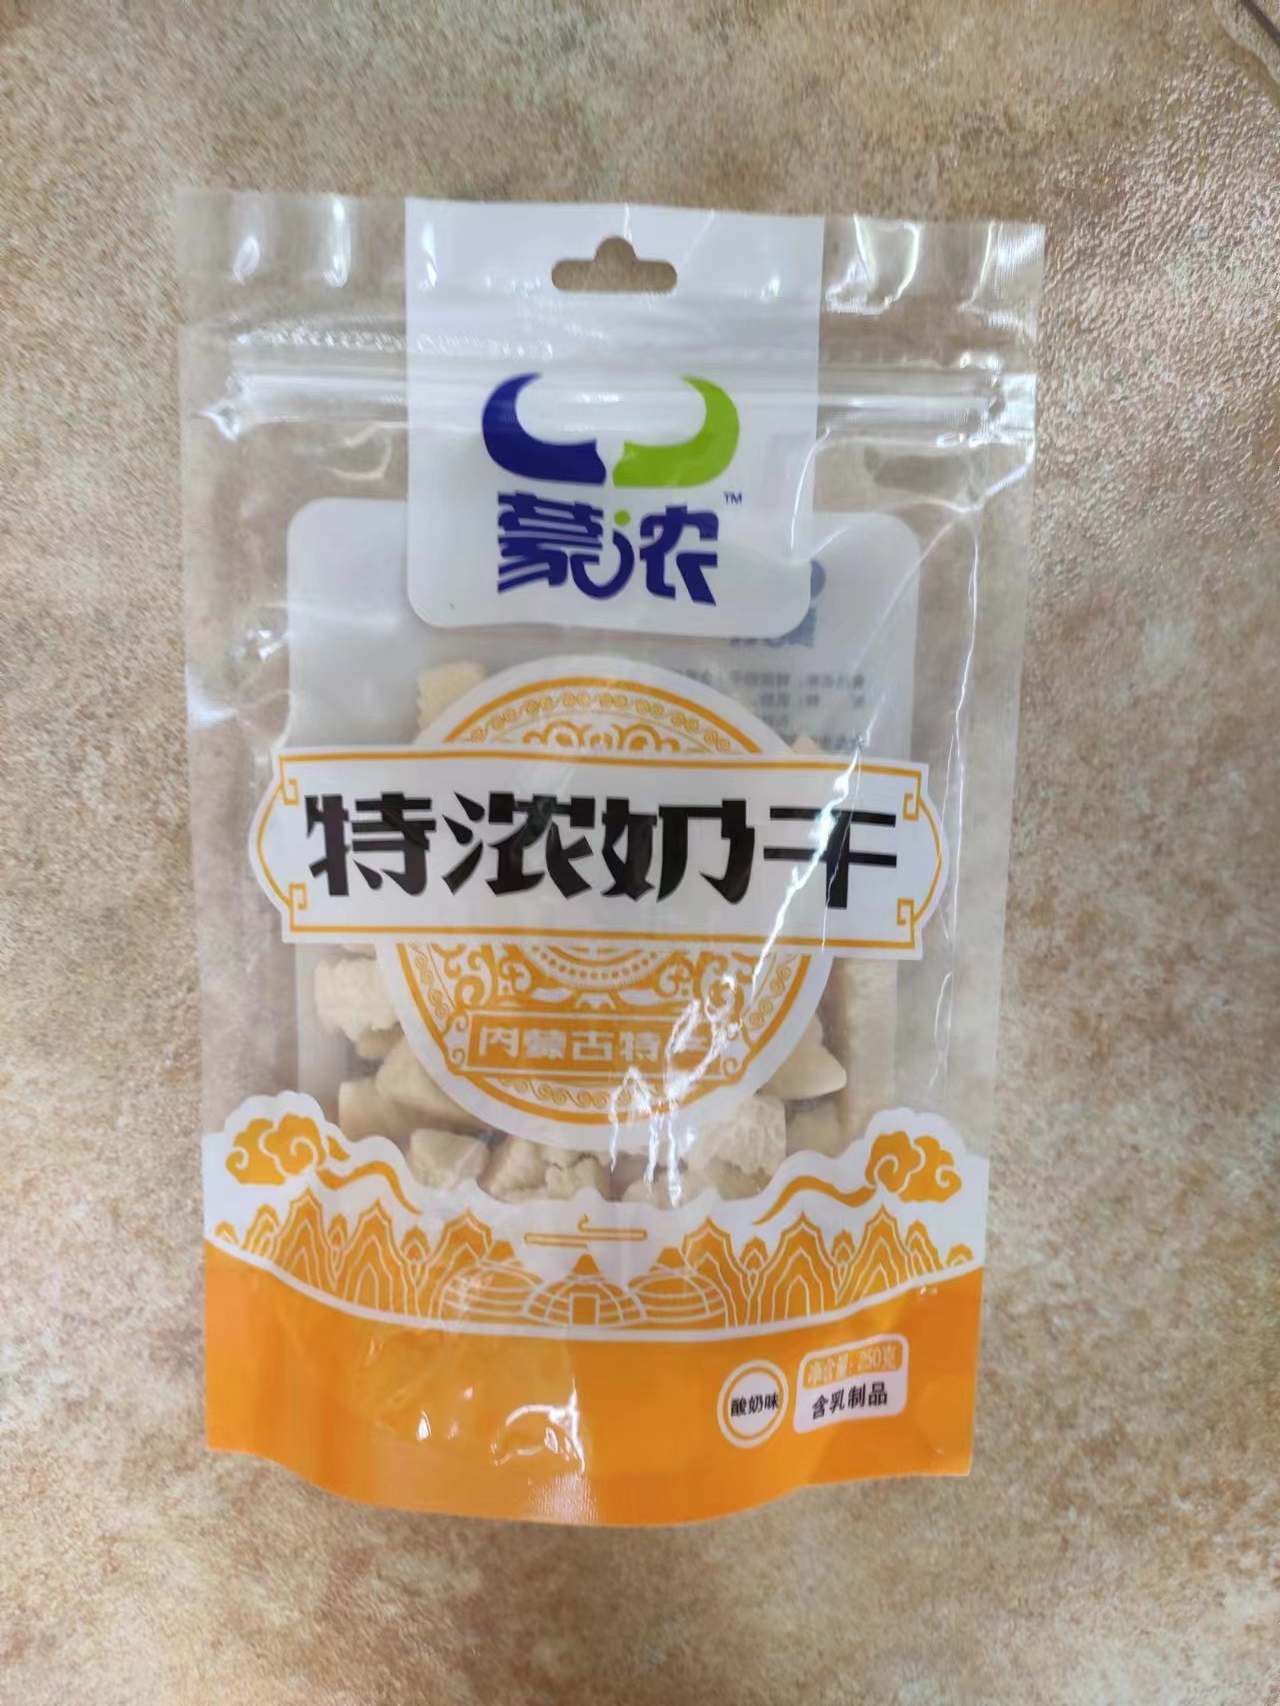 蒙浓
TM
特浓奶干
内蒙古特产
酸奶味
净含量:250克
含乳制品